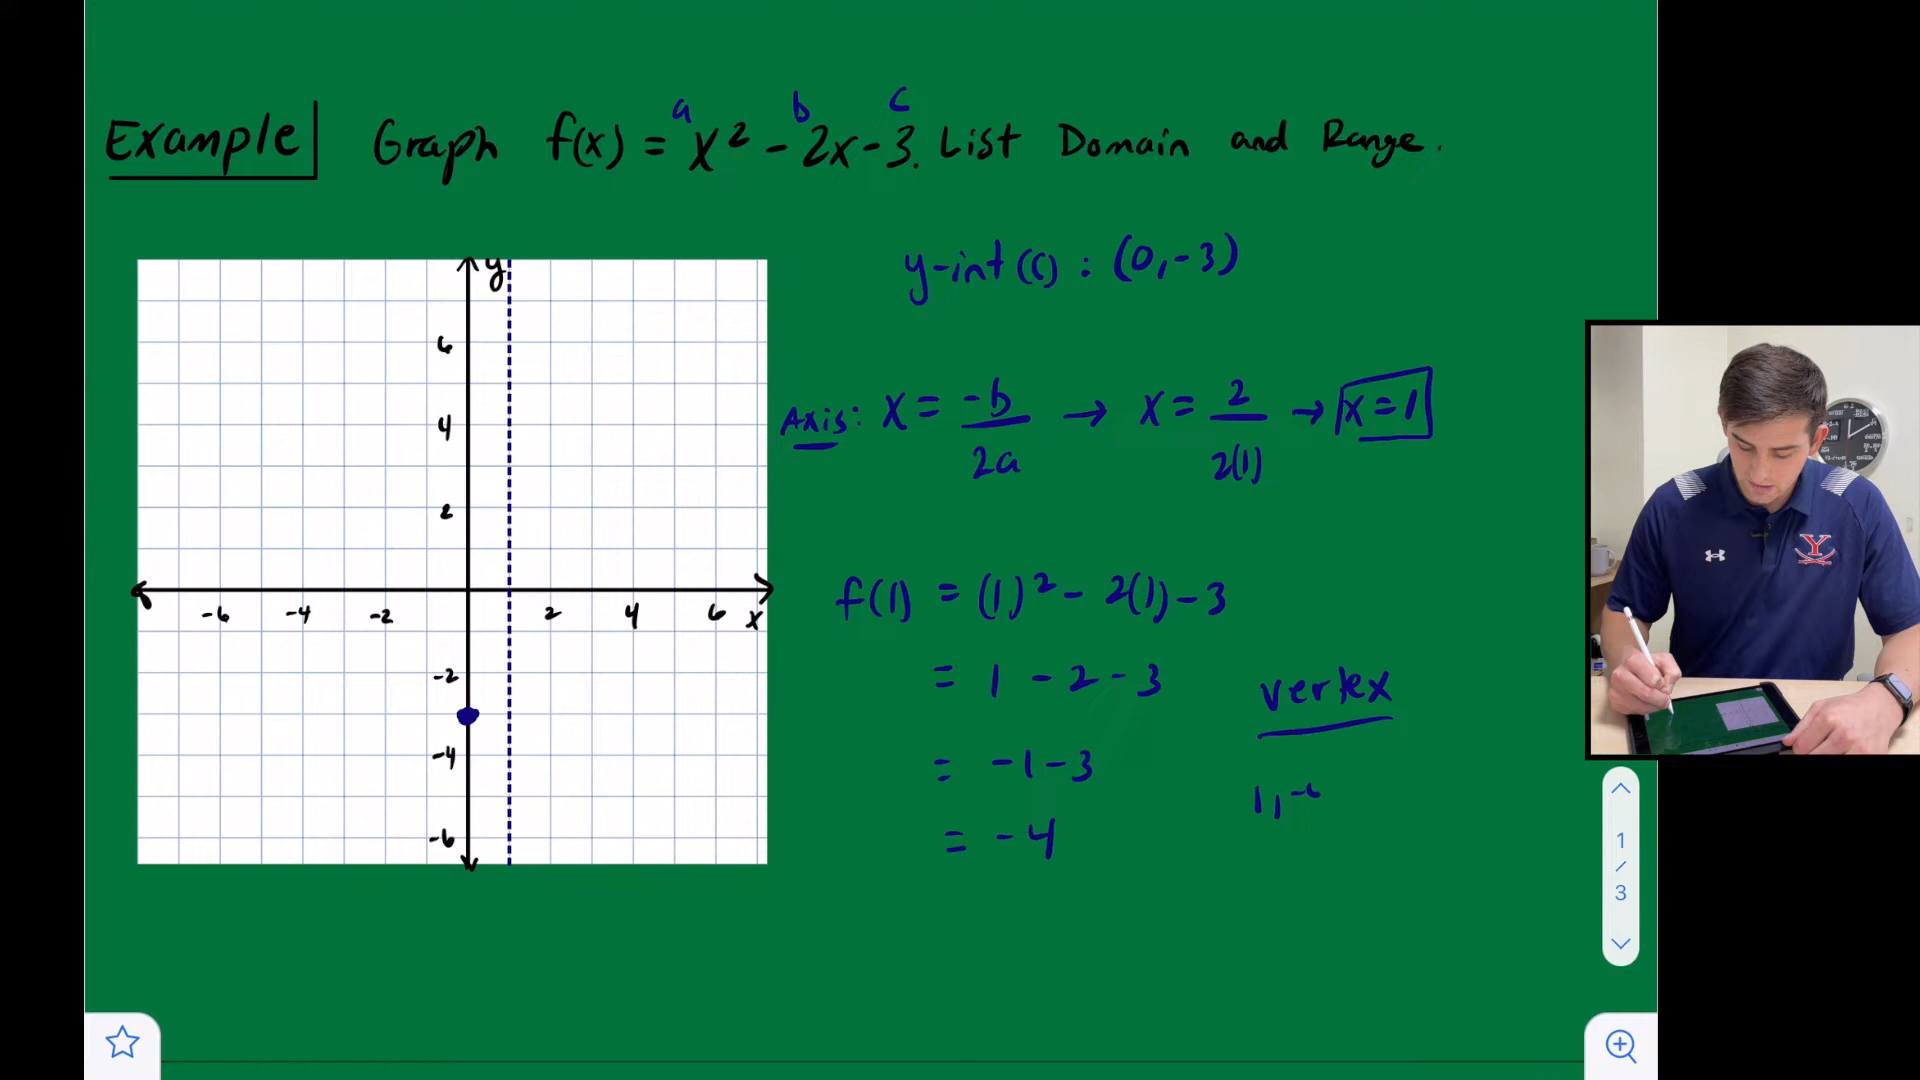 a b c
Example Graph f(x) = x² - 2x - 3. List Domain and Range.
y-int (c) : (0, -3)
Axis: x = -b/2a → x = 2/2(1) → x = 1
f(1) = (1)² - 2(1) - 3
= 1 - 2 - 3
vertex
= -1 - 3
1,
= -4
y
6
4
2
-6 -4 -2 2 4 6 x
-2
-4
-6
Y
1
/
3